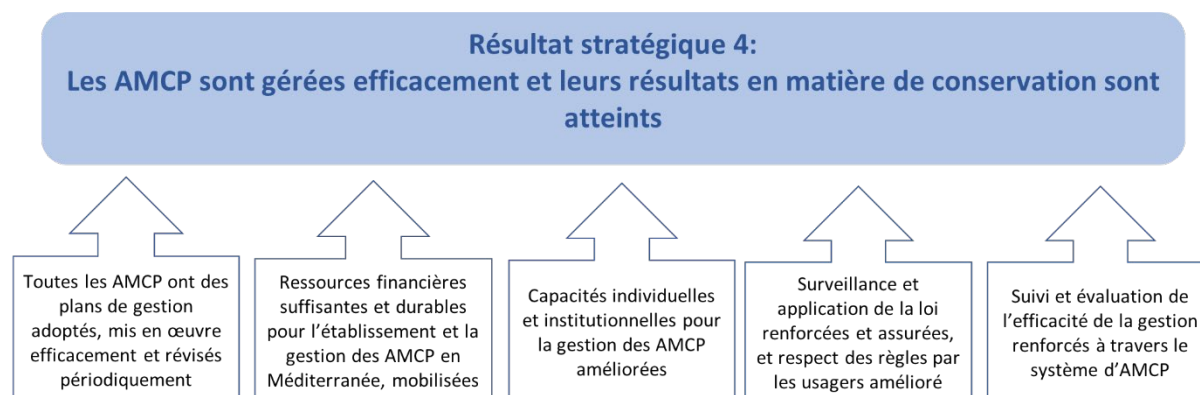 Résultat stratégique 4:
Les AMCP sont gérées efficacement et leurs résultats en matière de conservation sont
atteints
Toutes les AMCP ont des
plans de gestion
adoptés, mis en œuvre
efficacement et révisés
périodiquement
Ressources financières
suffisantes et durables
pour l’établissement et la
gestion des AMCP en
Méditerranée, mobilisées
Capacités individuelles
et institutionnelles pour
la gestion des AMCP
améliorées
Surveillance et
application de la loi
renforcées et assurées,
et respect des règles par
les usagers amélioré
Suivi et évaluation de
l’efficacité de la gestion
renforcés à travers le
système d’AMCP